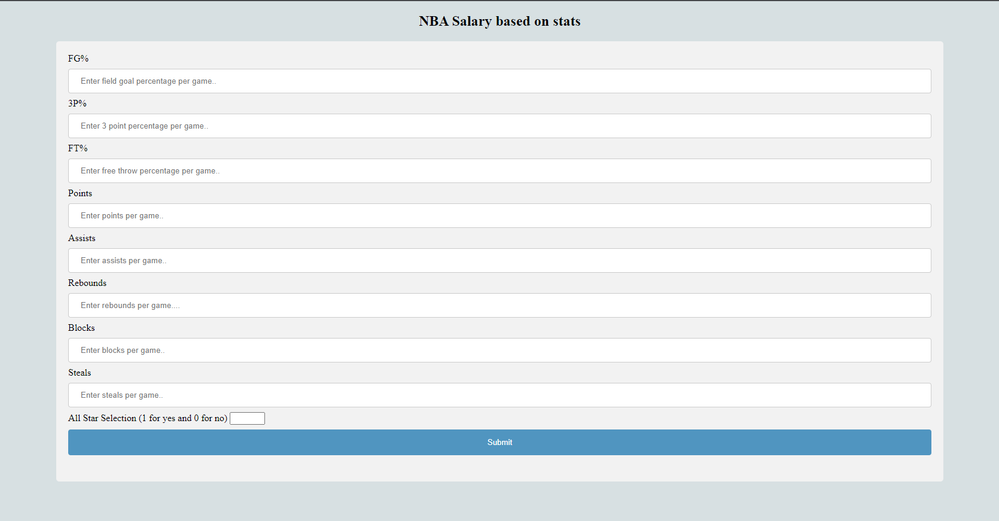 NBA Salary based on stats
FG%
Enter field goal percentage per game..
3P%
Enter 3 point percentage per game..
FT%
Enter free throw percentage per game..
Points
Enter points per game..
Assists
Enter assists per game..
Rebounds
Enter rebounds per game....
Blocks
Enter blocks per game..
Steals
Enter steals per game..
All Star Selection (1 for yes and 0 for no)
Submit